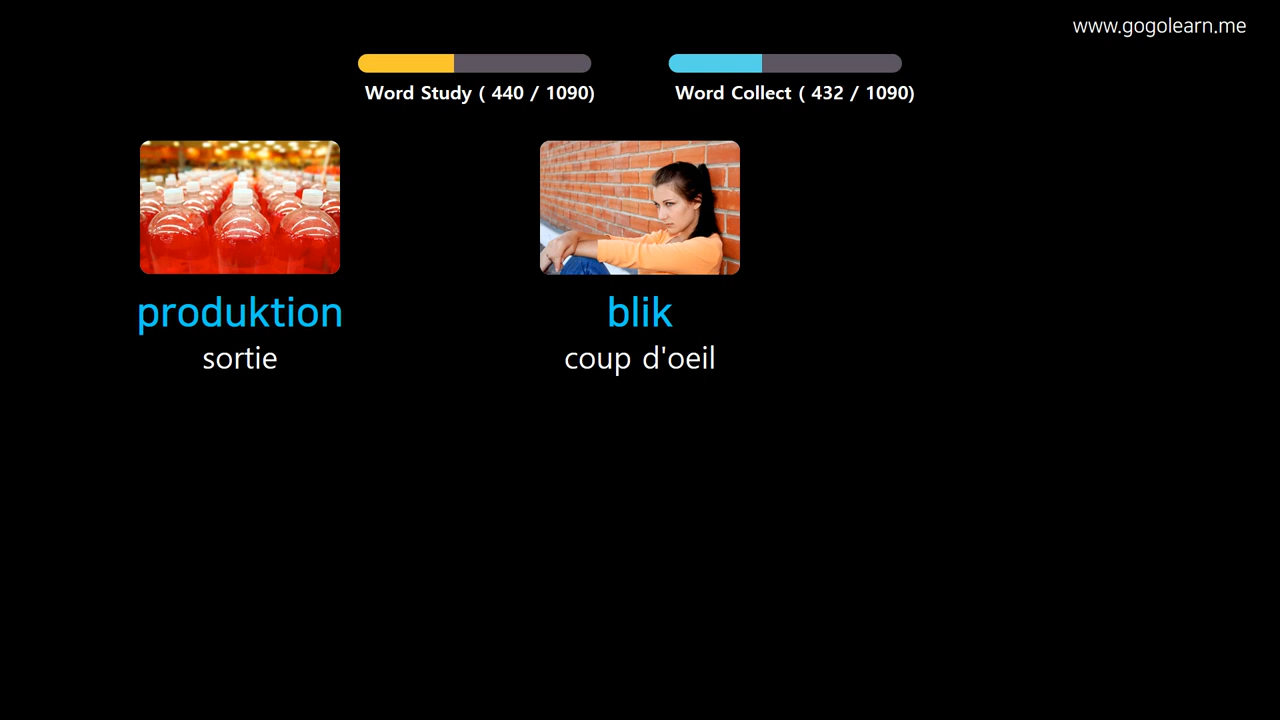 www.gogolearn.me
Word Study ( 440 / 1090)
Word Collect ( 432 / 1090)
produktion
blik
sortie
coup d'oeil